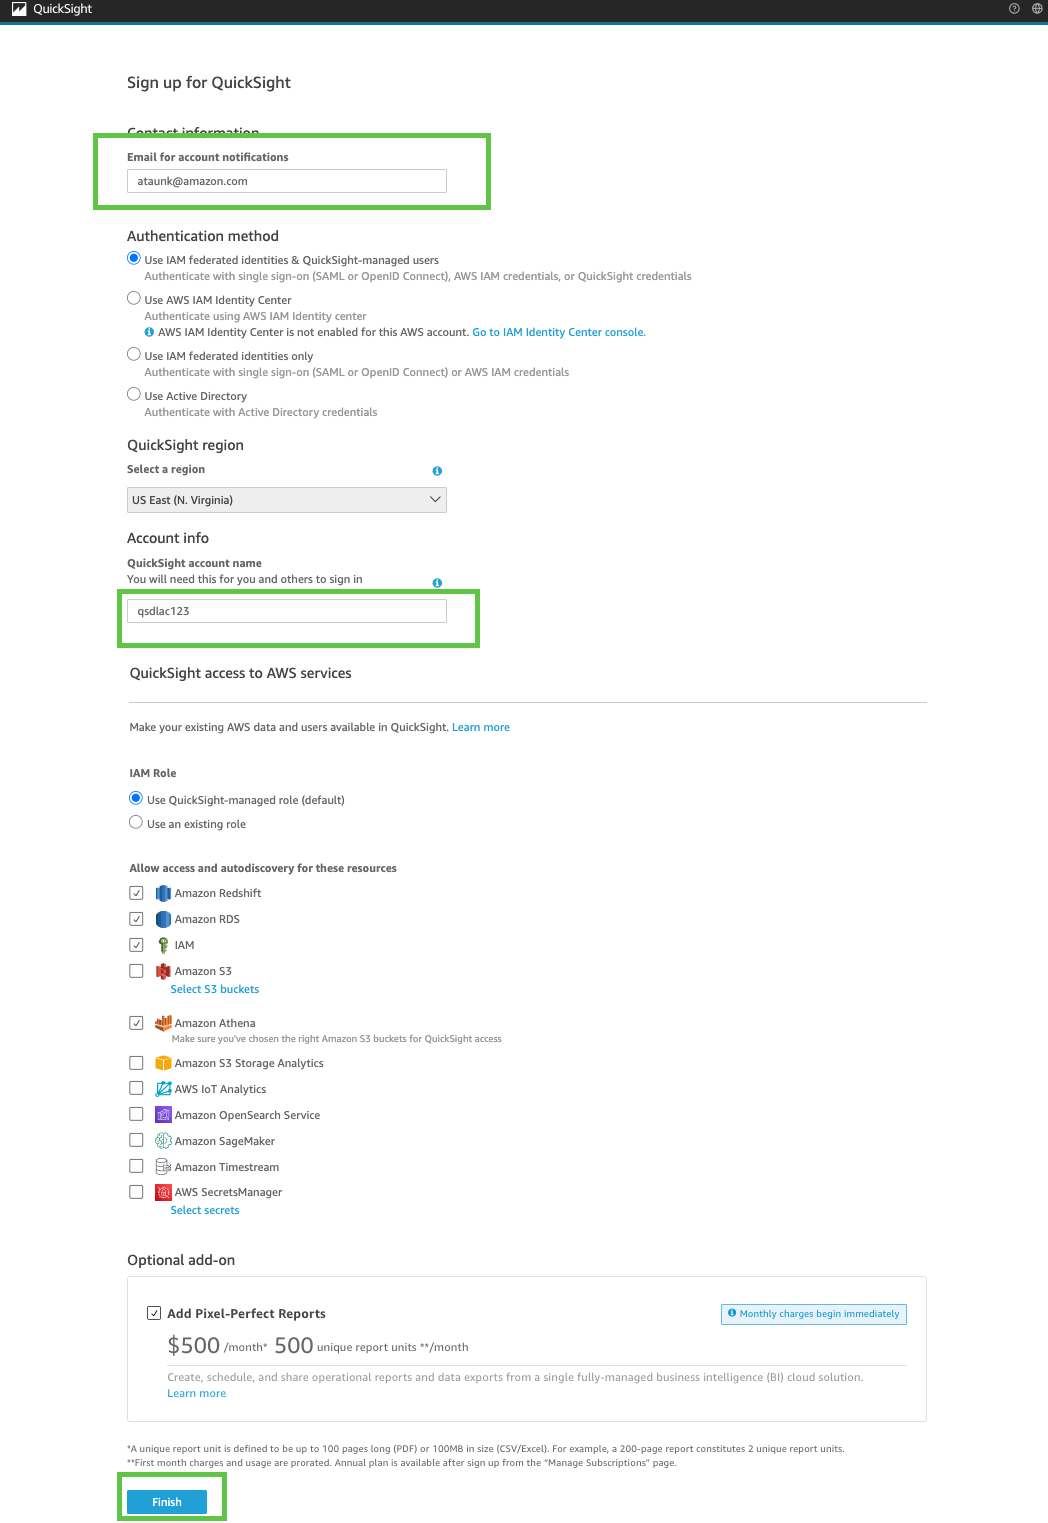 QuickSight
Sign up for QuickSight
Contact information
Email for account notifications
ataunk@amazon.com
Authentication method
Use IAM federated identities & QuickSight-managed users
Authenticate with single sign-on (SAML or OpenID Connect), AWS IAM credentials, or QuickSight credentials
Use AWS IAM Identity Center
Authenticate using AWS IAM Identity center
AWS IAM Identity Center is not enabled for this AWS account. Go to IAM Identity Center console.
Use IAM federated identities only
Authenticate with single sign-on (SAML or OpenID Connect) or AWS IAM credentials
Use Active Directory
Authenticate with Active Directory credentials
QuickSight region
Select a region
US East (N. Virginia)
Account info
QuickSight account name
You will need this for you and others to sign in
qsdlac123
QuickSight access to AWS services
Make your existing AWS data and users available in QuickSight. Learn more
IAM Role
Use QuickSight-managed role (default)
Use an existing role
Allow access and autodiscovery for these resources
Amazon Redshift
Amazon RDS
IAM
Amazon S3
Select S3 buckets
Amazon Athena
Make sure you've chosen the right Amazon S3 buckets for QuickSight access
Amazon S3 Storage Analytics
AWS IoT Analytics
Amazon OpenSearch Service
Amazon SageMaker
Amazon Timestream
AWS SecretsManager
Select secrets
Optional add-on
Add Pixel-Perfect Reports
Monthly charges begin immediately
$500 /month* 500 unique report units **/month
Create, schedule, and share operational reports and data exports from a single fully-managed business intelligence (BI) cloud solution.
Learn more
*A unique report unit is defined to be up to 100 pages long (PDF) or 100MB in size (CSV/Excel). For example, a 200-page report constitutes 2 unique report units.
**First month charges and usage are prorated. Annual plan is available after sign up from the "Manage Subscriptions" page.
Finish